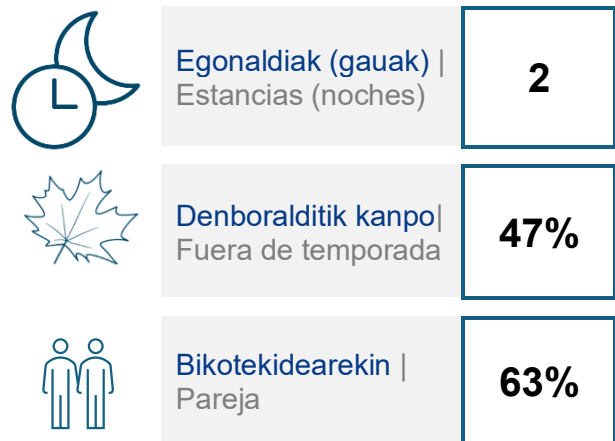 Egonaldiak (gauak) |
Estancias (noches)
2
Denboralditik kanpo|
Fuera de temporada
47%
Bikotekidearekin |
Pareja
63%